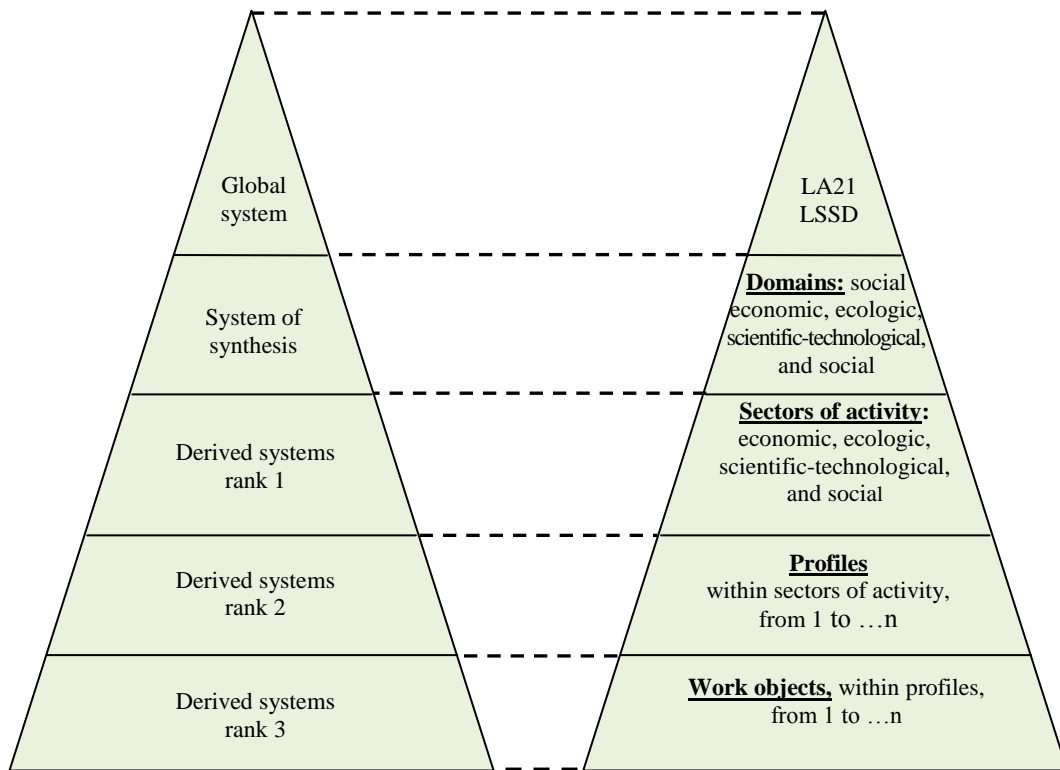 Global
system
LA21
LSSD
System of
synthesis
Domains: social
economic, ecologic,
scientific-technological,
and social
Derived systems
rank 1
Sectors of activity:
economic, ecologic,
scientific-technological,
and social
Derived systems
rank 2
Profiles
within sectors of activity,
from 1 to …n
Derived systems
rank 3
Work objects, within profiles,
from 1 to …n